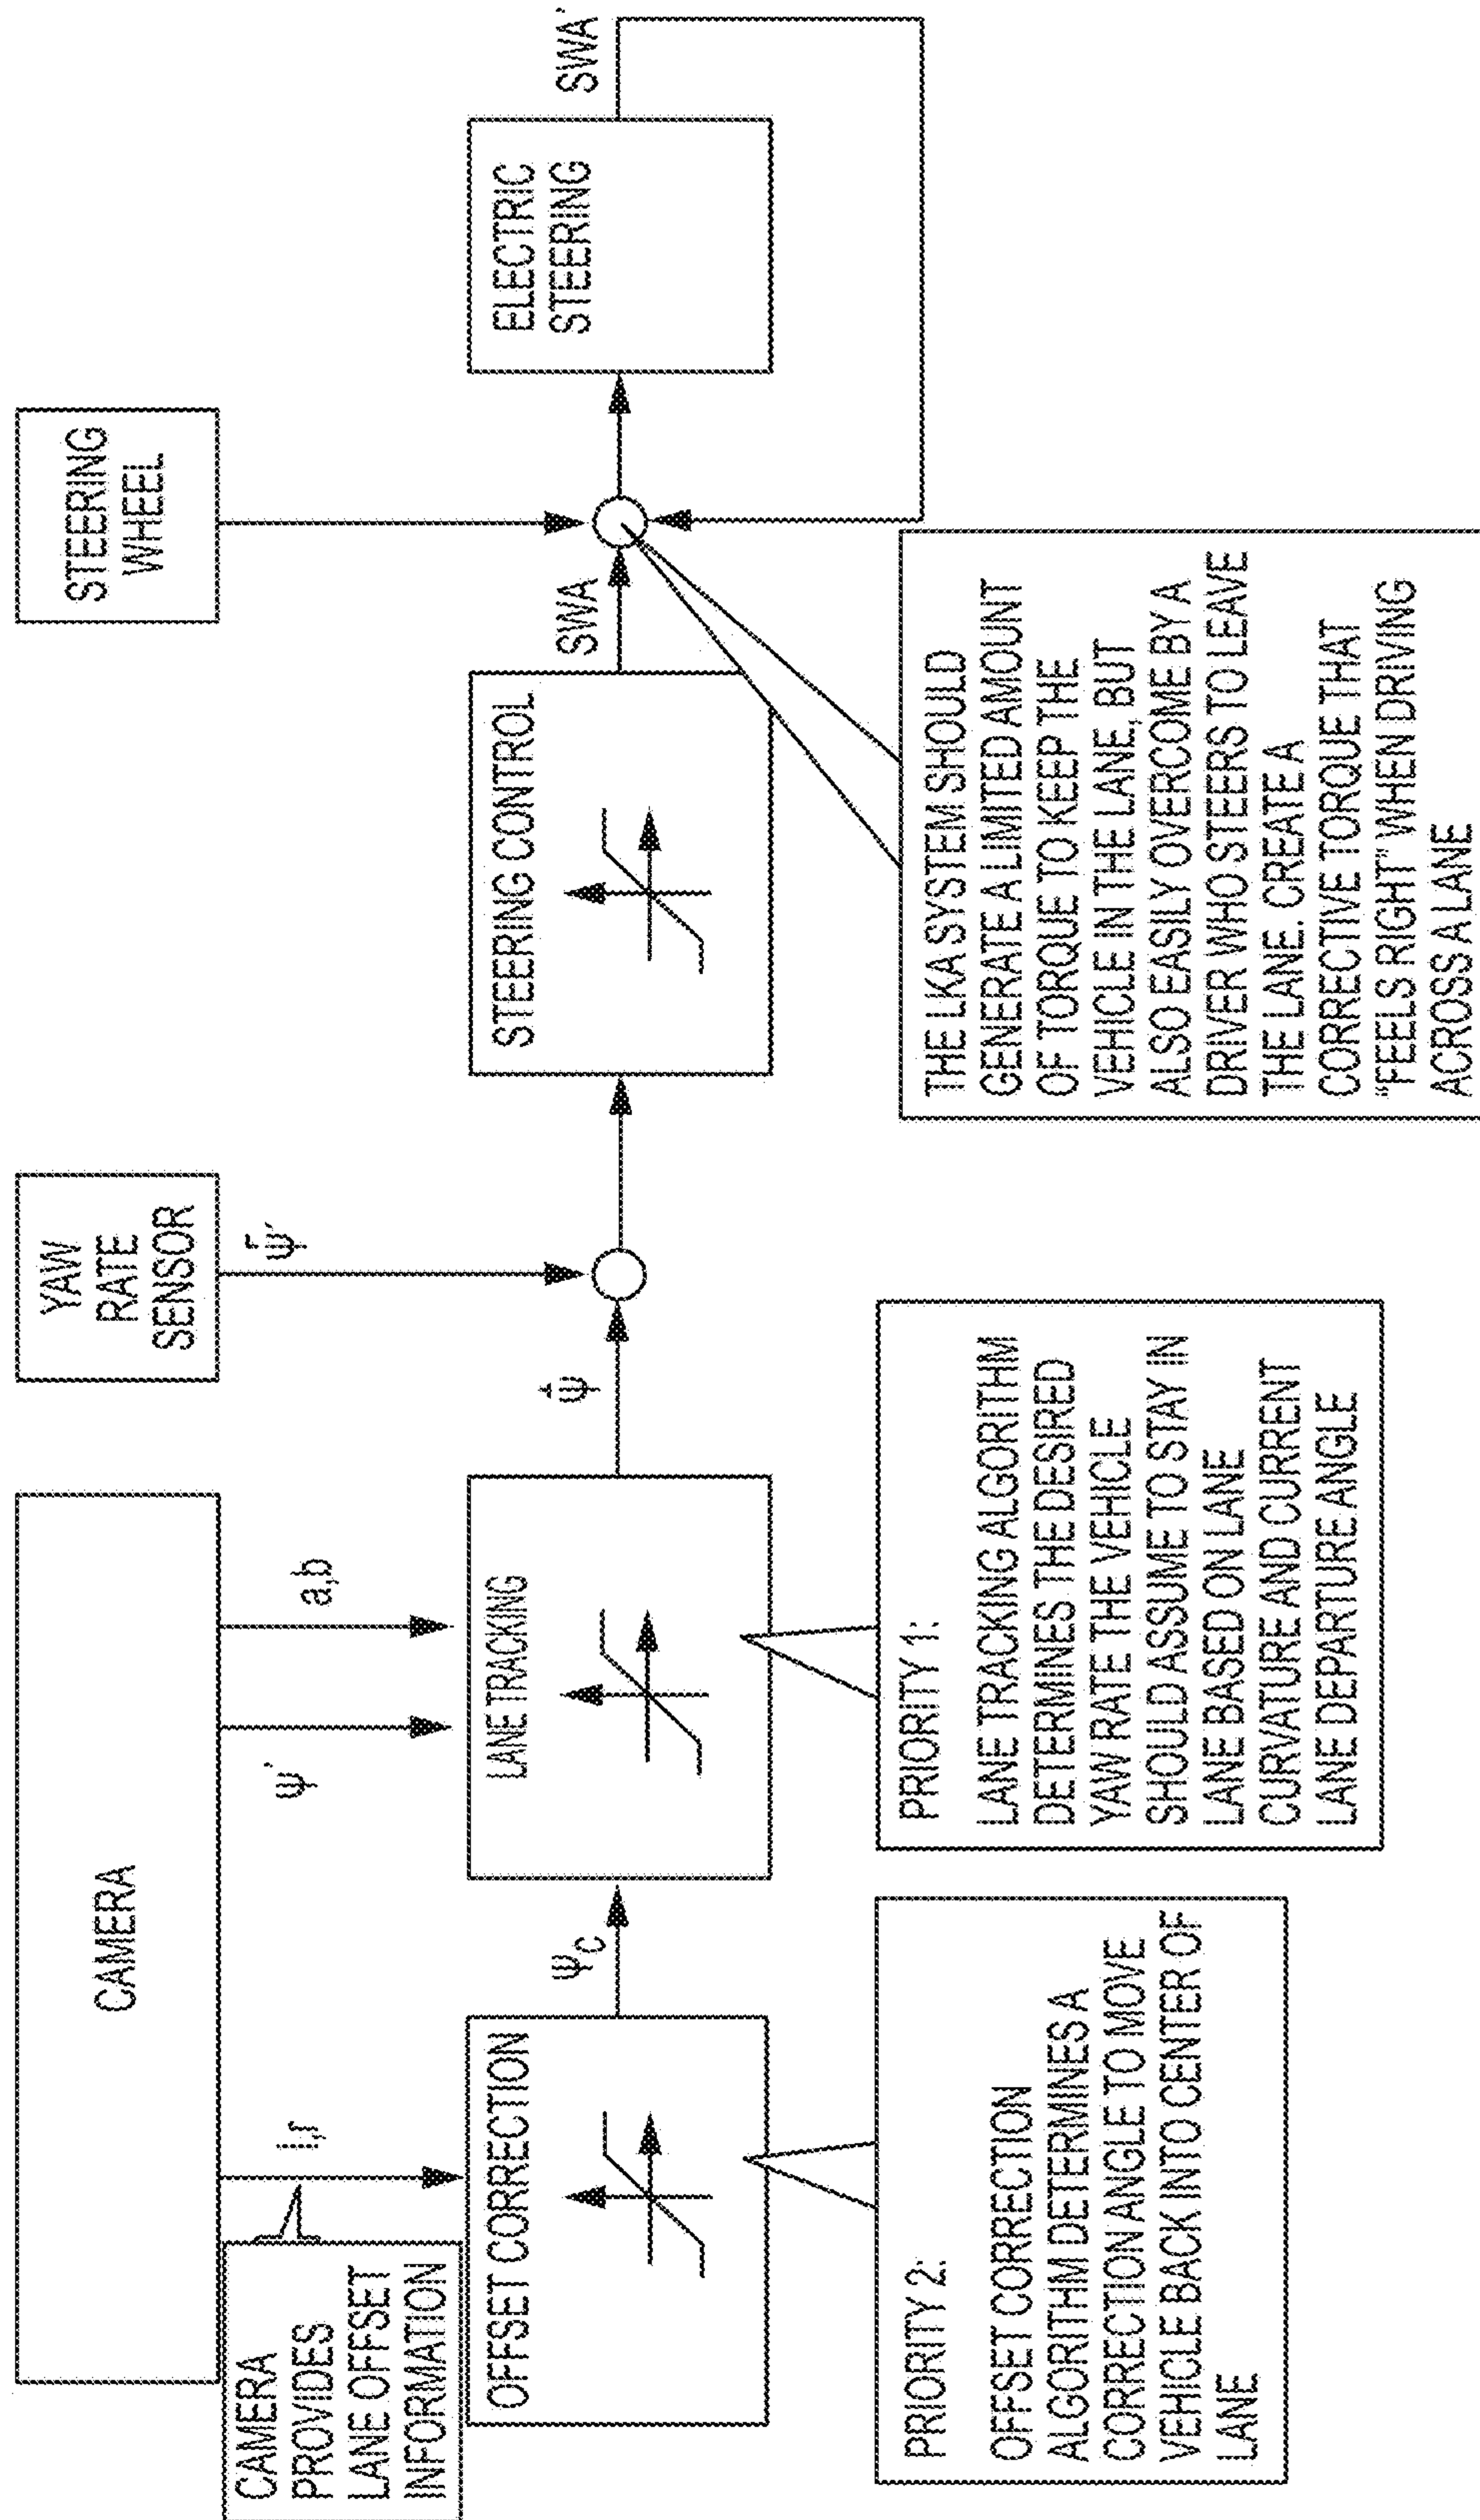 CAMERA
YAW
RATE
SENSOR
STEERING
WHEEL
CAMERA
PROVIDES
LANE OFFSET
INFORMATION
l,r
ψ'
a,b
OFFSET CORRECTION
ψC
LANE TRACKING
STEERING CONTROL
SWA
ELECTRIC
STEERING
SWA'
PRIORITY 2:
OFFSET CORRECTION
ALGORITHM DETERMINES A
CORRECTION ANGLE TO MOVE
VEHICLE BACK INTO CENTER OF
LANE
PRIORITY 1:
LANE TRACKING ALGORITHM
DETERMINES THE DESIRED
YAW RATE THE VEHICLE
SHOULD ASSUME TO STAY IN
LANE BASED ON LANE
CURVATURE AND CURRENT
LANE DEPARTURE ANGLE
THE LKA SYSTEM SHOULD
GENERATE A LIMITED AMOUNT
OF TORQUE TO KEEP THE
VEHICLE IN THE LANE, BUT
ALSO EASILY OVERCOME BY A
DRIVER WHO STEERS TO LEAVE
THE LANE. CREATE A
CORRECTIVE TORQUE THAT
"FEELS RIGHT" WHEN DRIVING
ACROSS A LANE